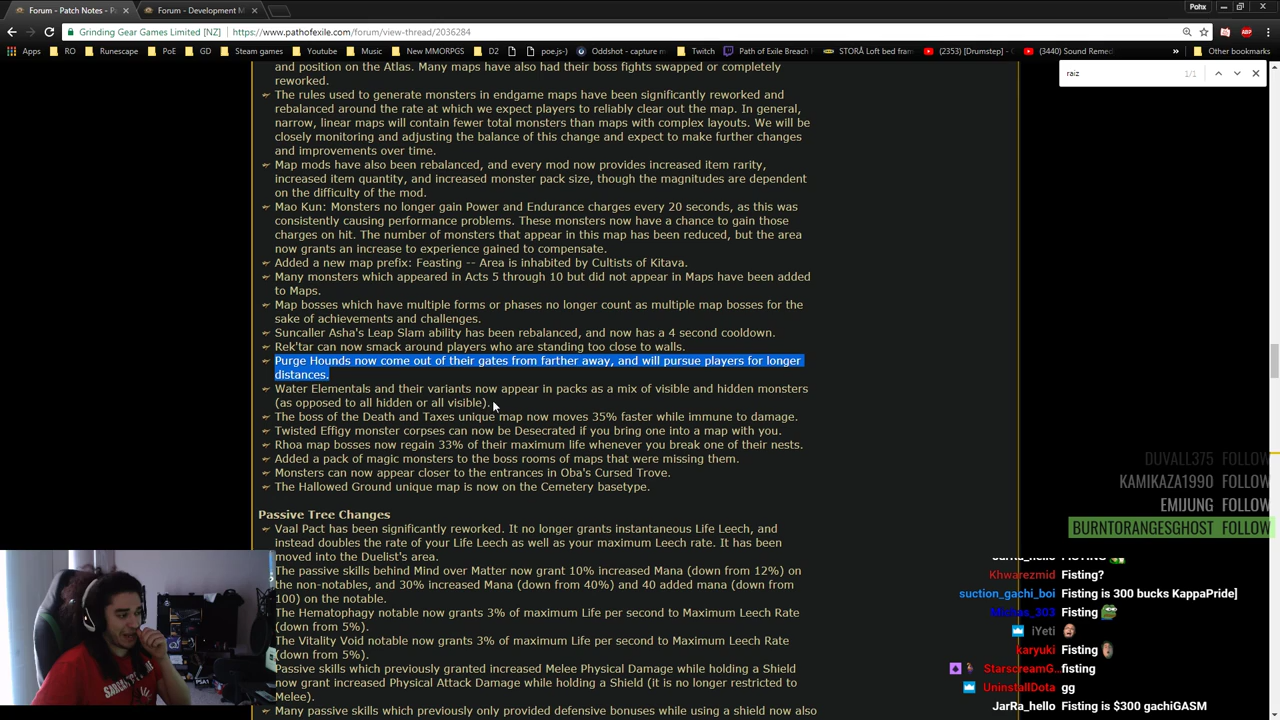 Forum - Patch Notes - P
Forum - Development M
Pohx
Grinding Gear Games Limited [NZ]
https://www.pathofexile.com/forum/view-thread/2036284
Apps
RO
Runescape
PoE
GD
Steam games
Youtube
Music
New MMORPGS
D2
poe.js-)
Oddshot - capture m
Twitch
Path of Exile Breach
STORÅ Loft bed fram
(2353) [Drumstep] —
(3440) Sound Remed
Other bookmarks
raiz
1/1
and position on the Atlas. Many maps have also had their boss fights swapped or completely
reworked.
The rules used to generate monsters in endgame maps have been significantly reworked and
rebalanced around the rate at which we expect players to reliably clear out the map. In general,
narrow, linear maps will contain fewer total monsters than maps with complex layouts. We will be
closely monitoring and adjusting the balance of this change and expect to make further changes
and improvements over time.
Map mods have also been rebalanced, and every mod now provides increased item rarity,
increased item quantity, and increased monster pack size, though the magnitudes are dependent
on the difficulty of the mod.
Mao Kun: Monsters no longer gain Power and Endurance charges every 20 seconds, as this was
consistently causing performance problems. These monsters now have a chance to gain those
charges on hit. The number of monsters that appear in this map has been reduced, but the area
now grants an increase to experience gained to compensate.
Added a new map prefix: Feasting -- Area is inhabited by Cultists of Kitava.
Many monsters which appeared in Acts 5 through 10 but did not appear in Maps have been added
to Maps.
Map bosses which have multiple forms or phases no longer count as multiple map bosses for the
sake of achievements and challenges.
Suncaller Asha's Leap Slam ability has been rebalanced, and now has a 4 second cooldown.
Rek'tar can now smack around players who are standing too close to walls.
Purge Hounds now come out of their gates from farther away, and will pursue players for longer
distances.
Water Elementals and their variants now appear in packs as a mix of visible and hidden monsters
(as opposed to all hidden or all visible).
The boss of the Death and Taxes unique map now moves 35% faster while immune to damage.
Twisted Effigy monster corpses can now be Desecrated if you bring one into a map with you.
Rhoa map bosses now regain 33% of their maximum life whenever you break one of their nests.
Added a pack of magic monsters to the boss rooms of maps that were missing them.
Monsters can now appear closer to the entrances in Oba's Cursed Trove.
The Hallowed Ground unique map is now on the Cemetery basetype.
Passive Tree Changes
Vaal Pact has been significantly reworked. It no longer grants instantaneous Life Leech, and
instead doubles the rate of your Life Leech as well as your maximum Leech rate. It has been
moved into the Duelist's area.
The passive skills behind Mind over Matter now grant 10% increased Mana (down from 12%) on
the non-notables, and 30% increased Mana (down from 40%) and 40 added mana (down from
100) on the notable.
The Hematophagy notable now grants 3% of maximum Life per second to Maximum Leech Rate
(down from 5%).
The Vitality Void notable now grants 3% of maximum Life per second to Maximum Leech Rate
(down from 5%).
Passive skills which previously granted increased Melee Physical Damage while holding a Shield
now grant increased Physical Attack Damage while holding a Shield (it is no longer restricted to
Melee).
Many passive skills which previously only provided defensive bonuses while using a shield now also
DUVALL375 FOLLOW
KAMIKAZA1990 FOLLOW
EMIJUNG FOLLOW
BURNTORANGESGHOST FOLLOW
JarRa_hello FISTING
Khwarezmid Fisting?
suction_gachi_boi Fisting is 300 bucks KappaPride]
Fisting
iYeti
karyuki Fisting
StarscreamG... fisting
UninstallDota gg
JarRa_hello Fisting is $300 gachiGASM